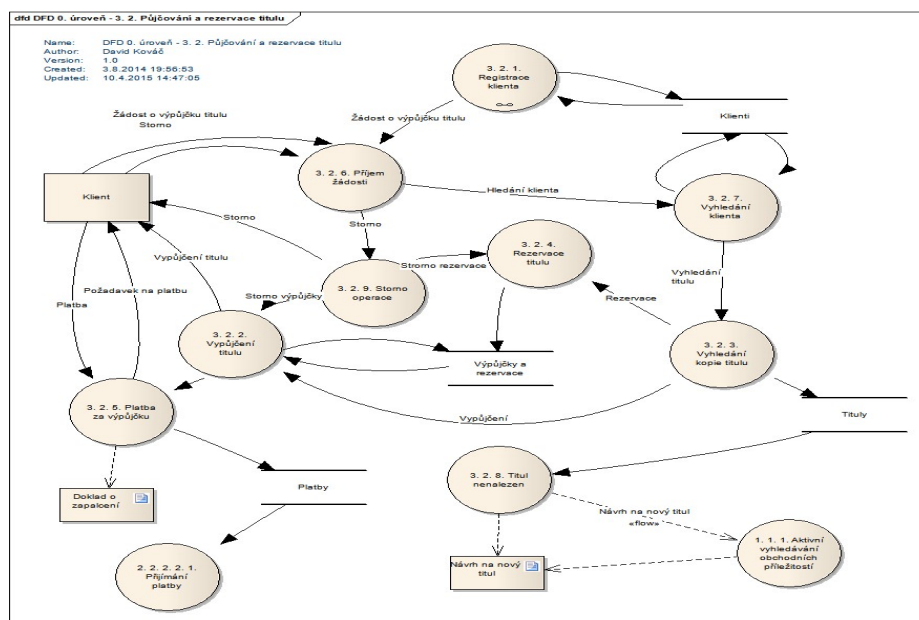 dfd DFD 0. úroveň - 3. 2. Půjčování a rezervace titulu
Name: DFD 0. úroveň - 3. 2. Půjčování a rezervace titulu
Author: David Kováč
Version: 1.0
Created: 3.8.2014 19:56:53
Updated: 10.4.2015 14:47:05
3. 2. 1.
Registrace
klienta
Žádost o výpůjčku titulu
Storno
Žádost o výpůjčku titulu
Klienti
3. 2. 6. Příjem
žádosti
Klient
Hledání klienta
3. 2. 7.
Vyhledání
klienta
Storno
Storno
3. 2. 4.
Rezervace
titulu
Vypůjčení titulu
Stromo rezervace
Vyhledání
titulu
Požadavek na platbu
3. 2. 9. Storno
operace
Storno výpůjčky
Rezervace
Platba
3. 2. 2.
Vypůjčení
titulu
3. 2. 3.
Vyhledání
kopie titulu
Výpůjčky a
rezervace
3. 2. 5. Platba
za výpůjčku
Vypůjčení
Tituly
3. 2. 8. Titul
nenalezen
Platby
Doklad o
zapalcení
Návrh na nový titul
«flow»
1. 1. 1. Aktivní
vyhledávání
obchodních
příležitostí
2. 2. 2. 2. 1.
Přijímání
platby
Návrh na nový
titul